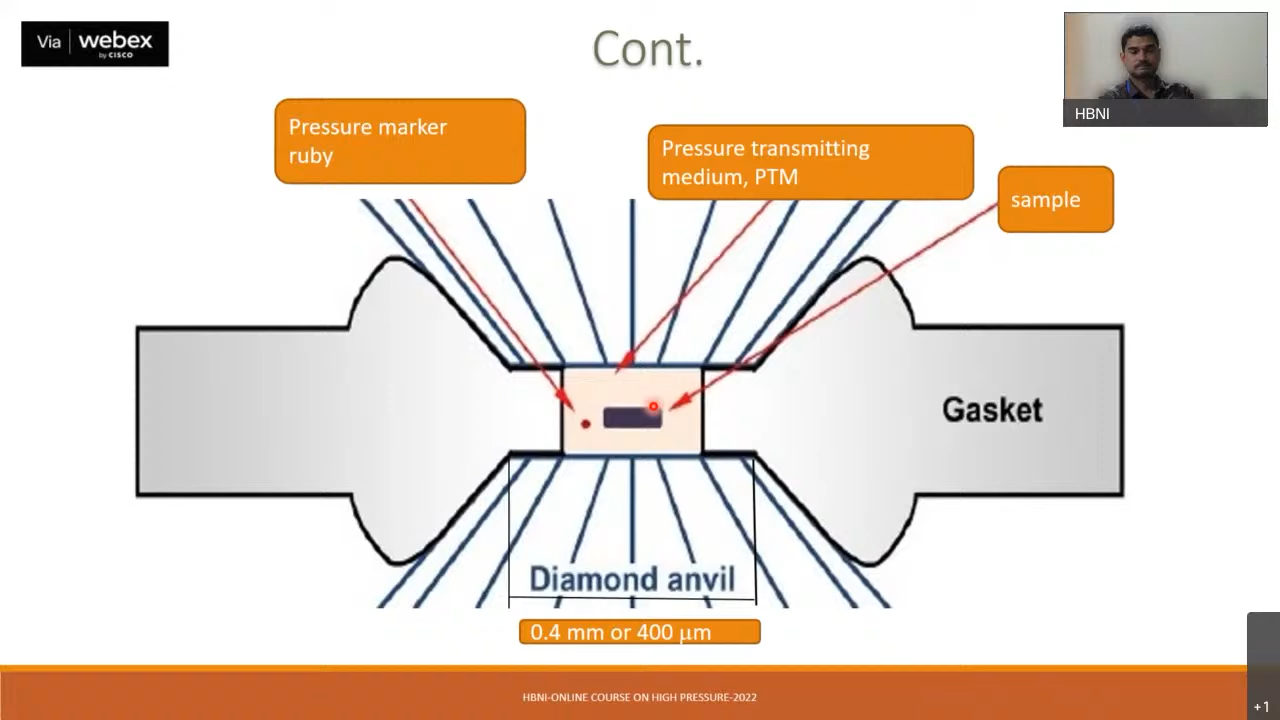 Via webex
by CISCO
Cont.
HBNI
Pressure marker
ruby
Pressure transmitting
medium, PTM
sample
Gasket
Diamond anvil
0.4 mm or 400 μm
HBNI-ONLINE COURSE ON HIGH PRESSURE-2022
+1